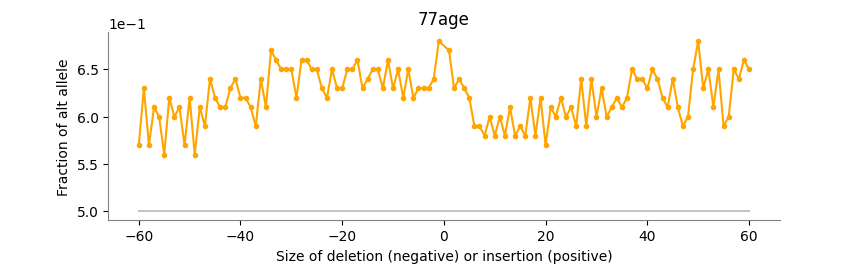 77age
1e−1
Fraction of alt allele
6.5
6.0
5.5
5.0
−60 −40 −20 0 20 40 60
Size of deletion (negative) or insertion (positive)